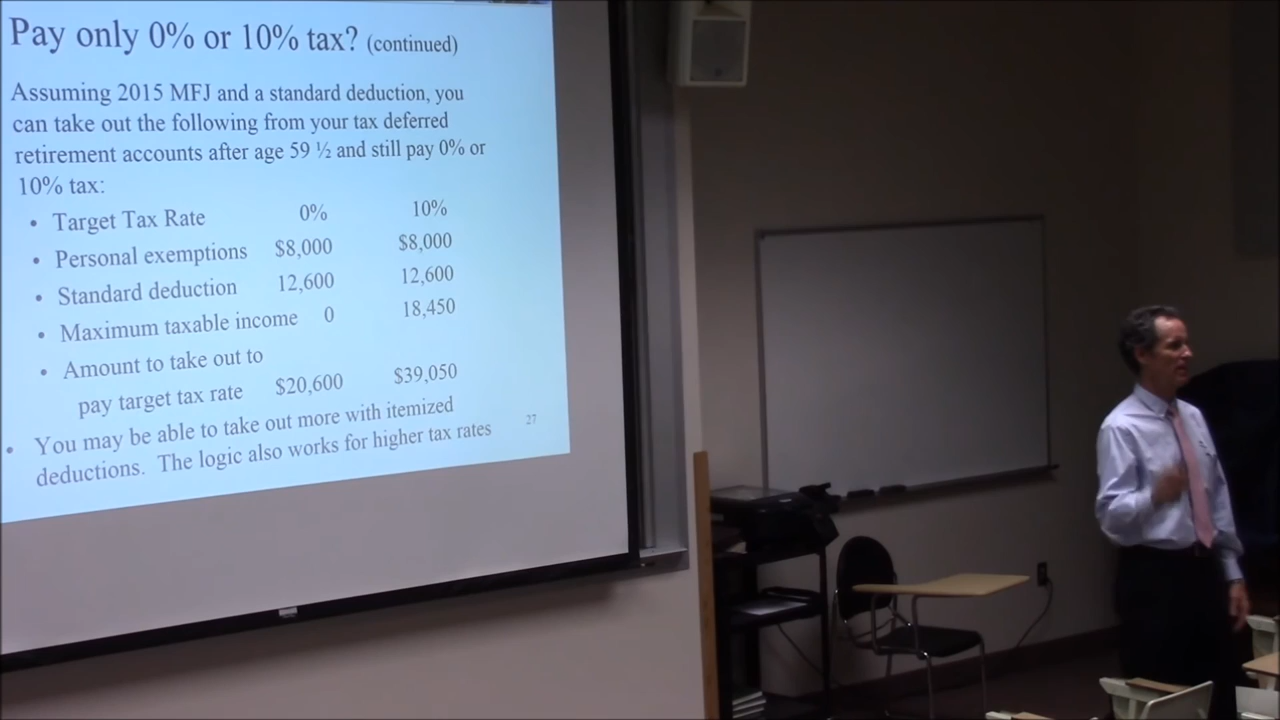 Pay only 0% or 10% tax? (continued)
Assuming 2015 MFJ and a standard deduction, you
can take out the following from your tax deferred
retirement accounts after age 59 ½ and still pay 0% or
10% tax:
• Target Tax Rate 0% 10%
• Personal exemptions $8,000 $8,000
• Standard deduction 12,600 12,600
• Maximum taxable income 0 18,450
• Amount to take out to
pay target tax rate $20,600 $39,050
• You may be able to take out more with itemized
deductions. The logic also works for higher tax rates
27